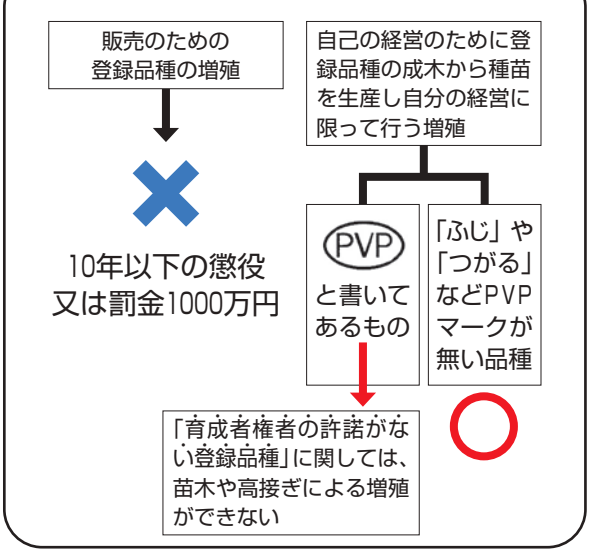 販売のための
登録品種の増殖
10年以下の懲役
又は罰金1000万円
自己の経営のために登
録品種の成木から種苗
を生産し自分の経営に
限って行う増殖
PVP
と書いて
あるもの
「ふじ」や
「つがる」
などPVP
マークが
無い品種
「育成者権者の許諾がな
い登録品種」に関しては、
苗木や高接ぎによる増殖
ができない